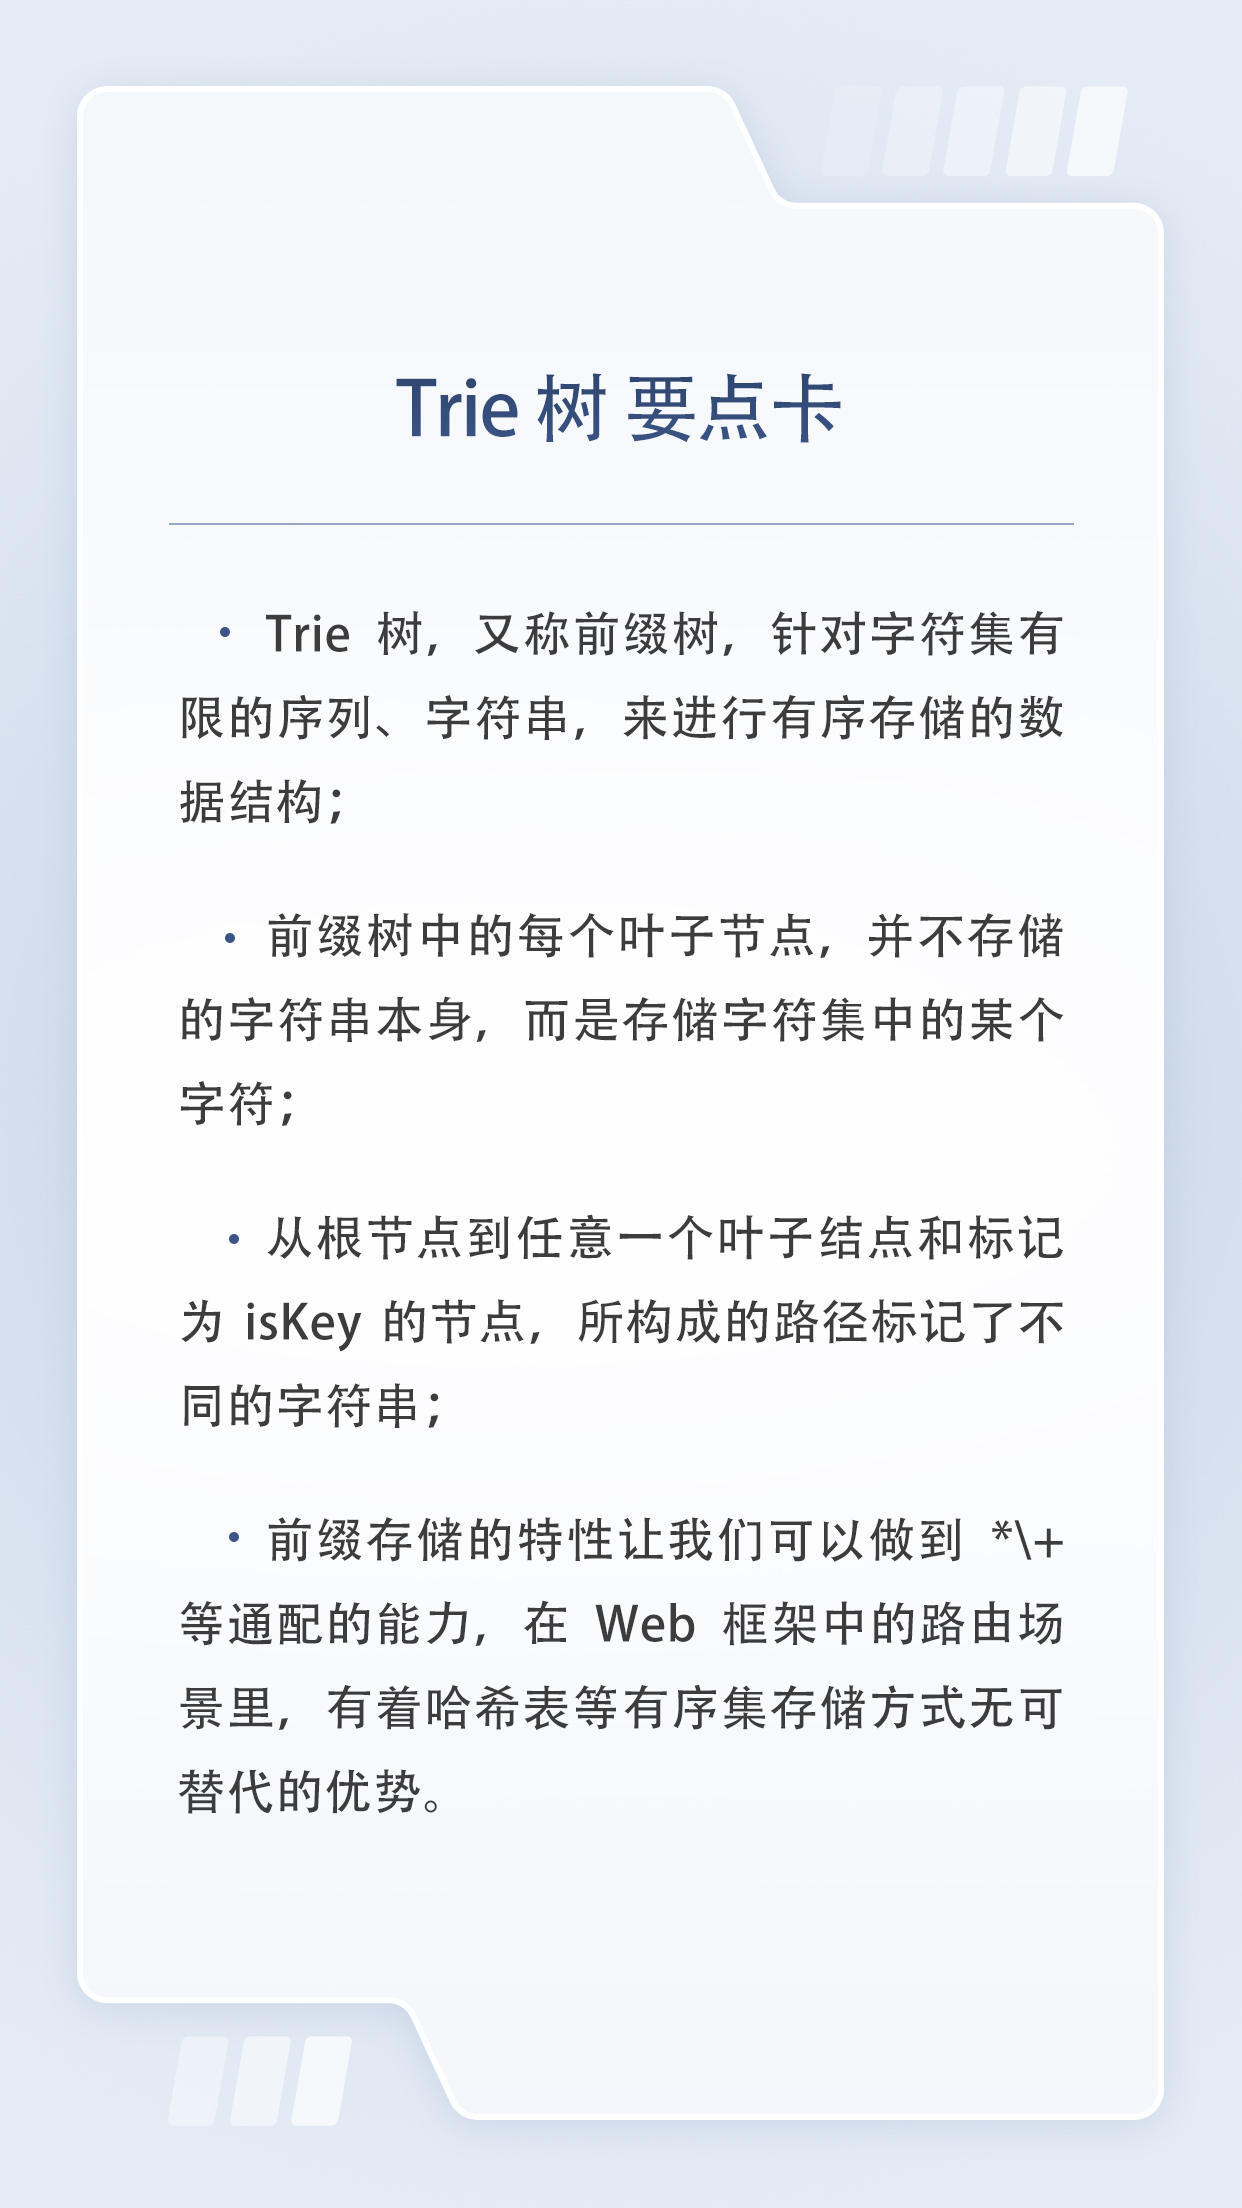 Trie 树 要点卡
• Trie 树，又称前缀树，针对字符集有
限的序列、字符串，来进行有序存储的数
据结构；
• 前缀树中的每个叶子节点，并不存储
的字符串本身，而是存储字符集中的某个
字符；
• 从根节点到任意一个叶子结点和标记
为 isKey 的节点，所构成的路径标记了不
同的字符串；
• 前缀存储的特性让我们可以做到 *\+
等通配的能力，在 Web 框架中的路由场
景里，有着哈希表等有序集存储方式无可
替代的优势。